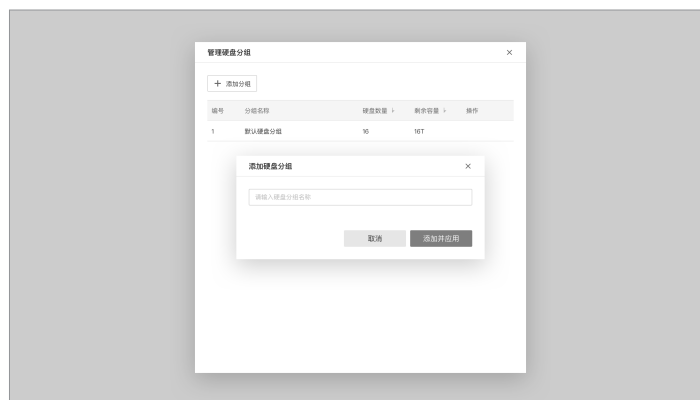 管理硬盘分组
添加分组
编号 分组名称 硬盘数量 剩余容量 操作
1 默认硬盘分组 16 16T
添加硬盘分组
请输入硬盘分组名称
取消 添加并应用